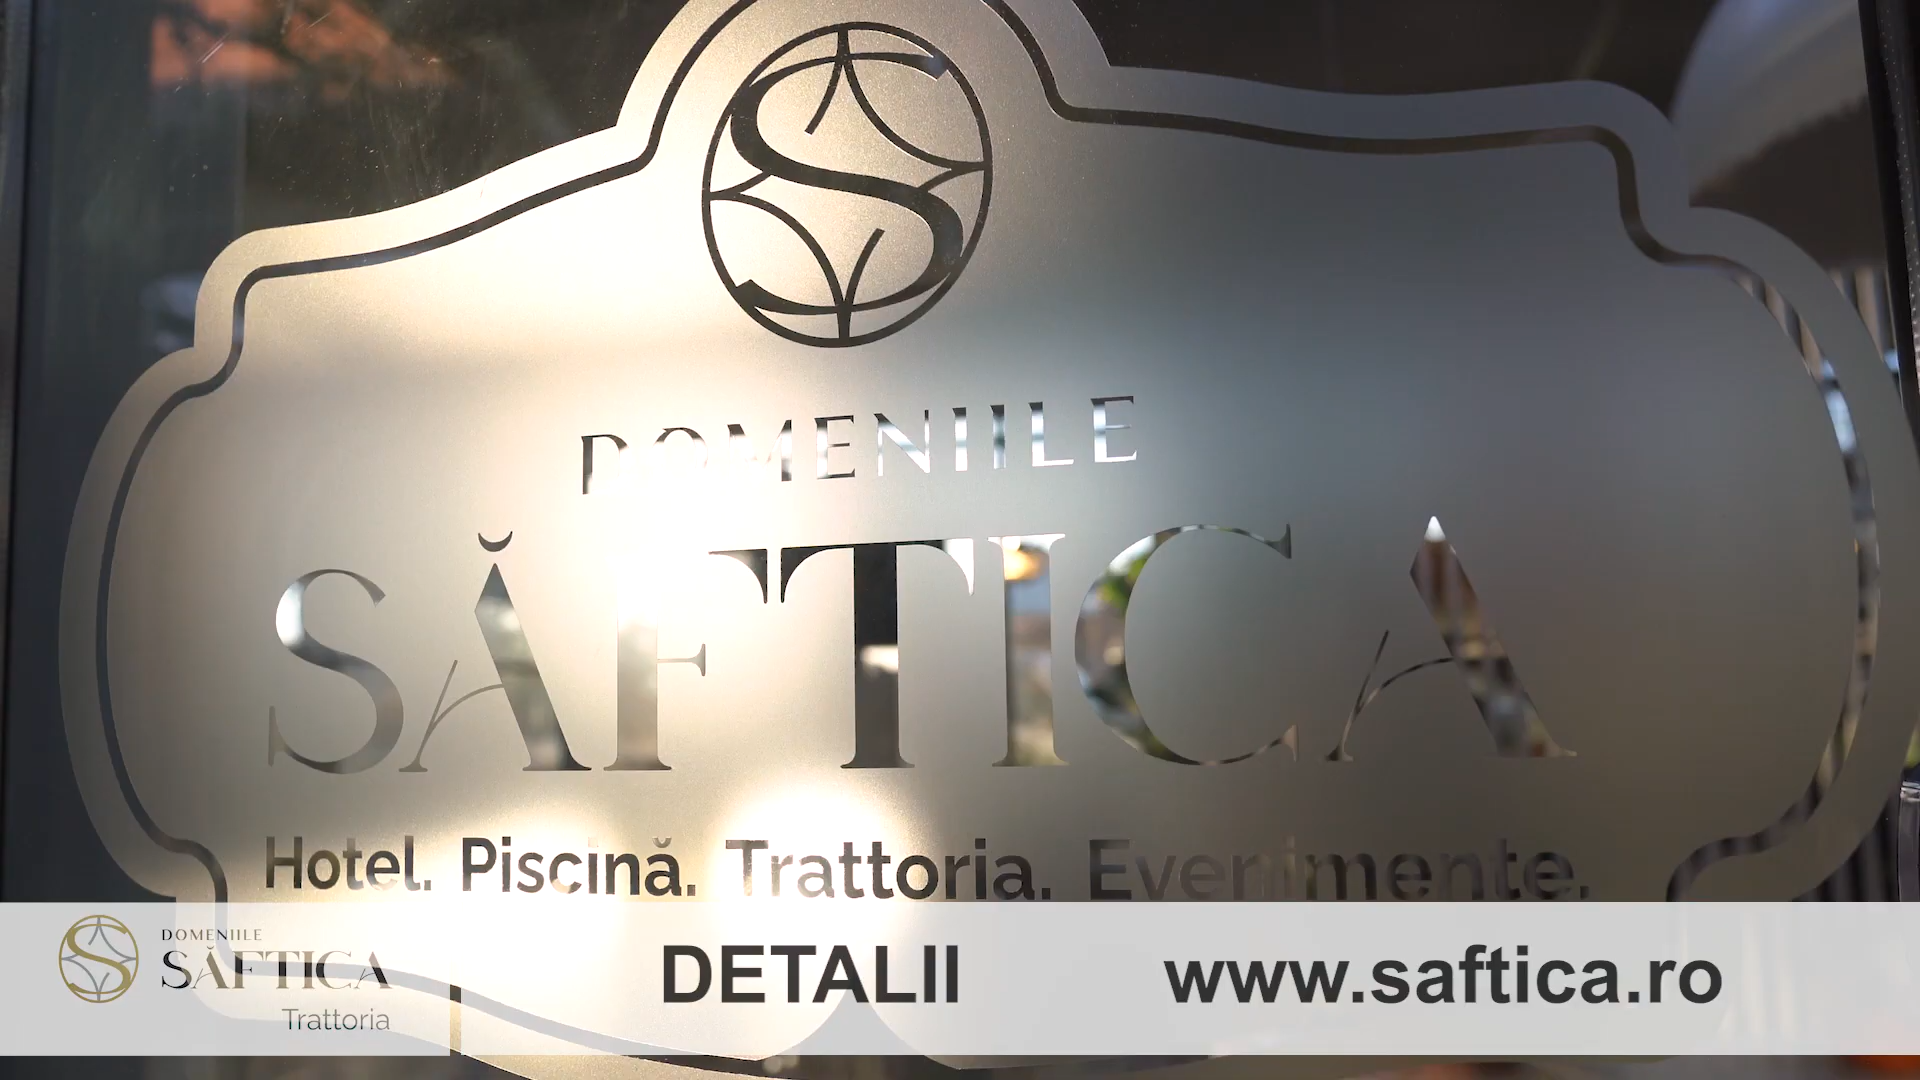 S
DOMENIILE
SĂFTICA
Hotel. Piscină. Trattoria. Evenimente.
S
DOMENIILE
SĂFTICA
Trattoria
DETALII
www.saftica.ro